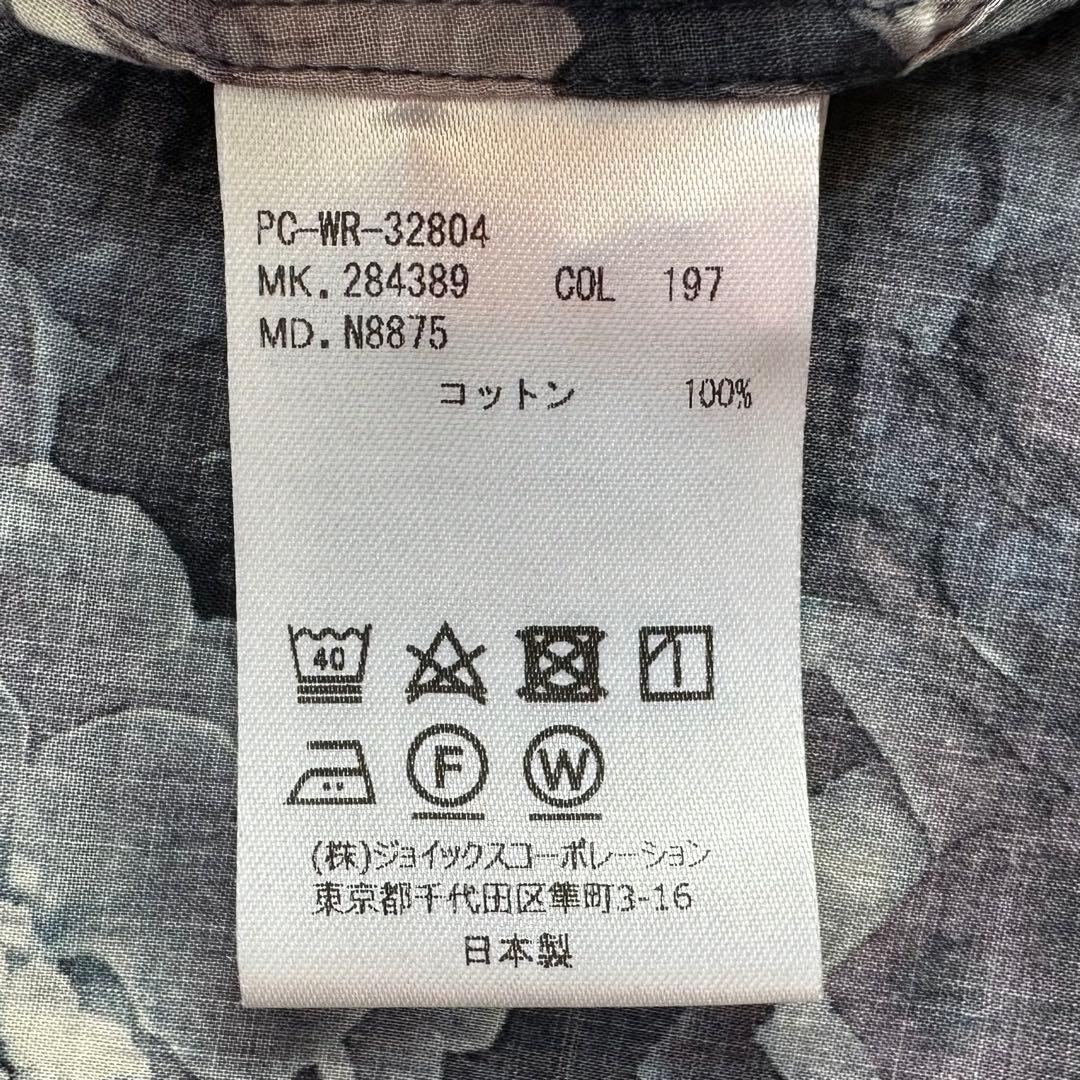 PC-WR-32804
MK. 284389 COL 197
MD. N8875
コットン 100%
40
F W
(株)ジョイックスコーポレーション
東京都千代田区隼町3-16
日本製